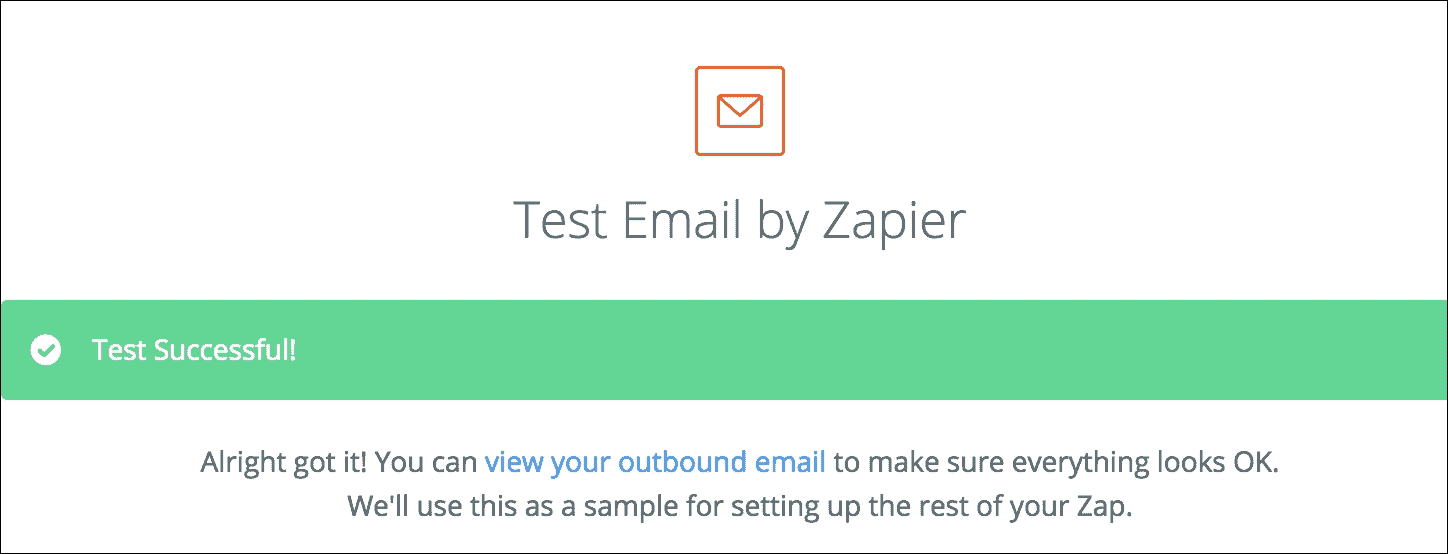 Test Email by Zapier
Test Successful!
Alright got it! You can view your outbound email to make sure everything looks OK.
We'll use this as a sample for setting up the rest of your Zap.